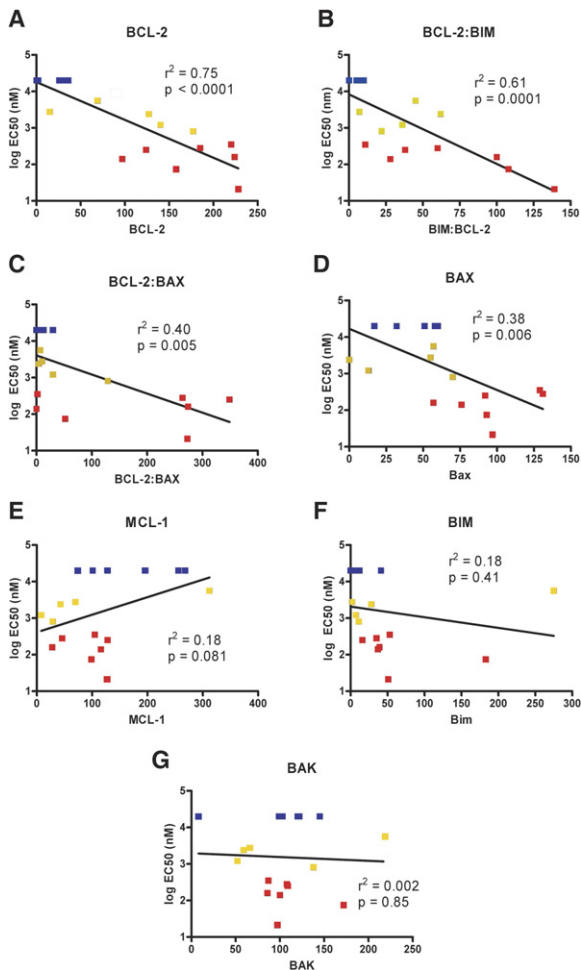 A
BCL-2
r² = 0.75
p < 0.0001
log EC50 (nM)
5
4
3
2
1
0 50 100 150 200 250
BCL-2
B
BCL-2:BIM
r² = 0.61
p = 0.0001
log EC50 (nm)
5
4
3
2
1
0 50 100 150
BIM:BCL-2
C
BCL-2:BAX
r² = 0.40
p = 0.005
log EC50 (nM)
5
4
3
2
1
0 100 200 300 400
BCL-2:BAX
D
BAX
r² = 0.38
p = 0.006
log EC50 (nM)
5
4
3
2
1
0 25 50 75 100 125 150
Bax
E
MCL-1
r² = 0.18
p = 0.081
log EC50 (nM)
5
4
3
2
1
0 100 200 300 400
MCL-1
F
BIM
r² = 0.18
p = 0.41
log EC50 (nM)
5
4
3
2
1
0 50 100 150 200 250 300
Bim
G
BAK
r² = 0.002
p = 0.85
log EC50 (nM)
5
4
3
2
1
0 50 100 150 200 250
BAK